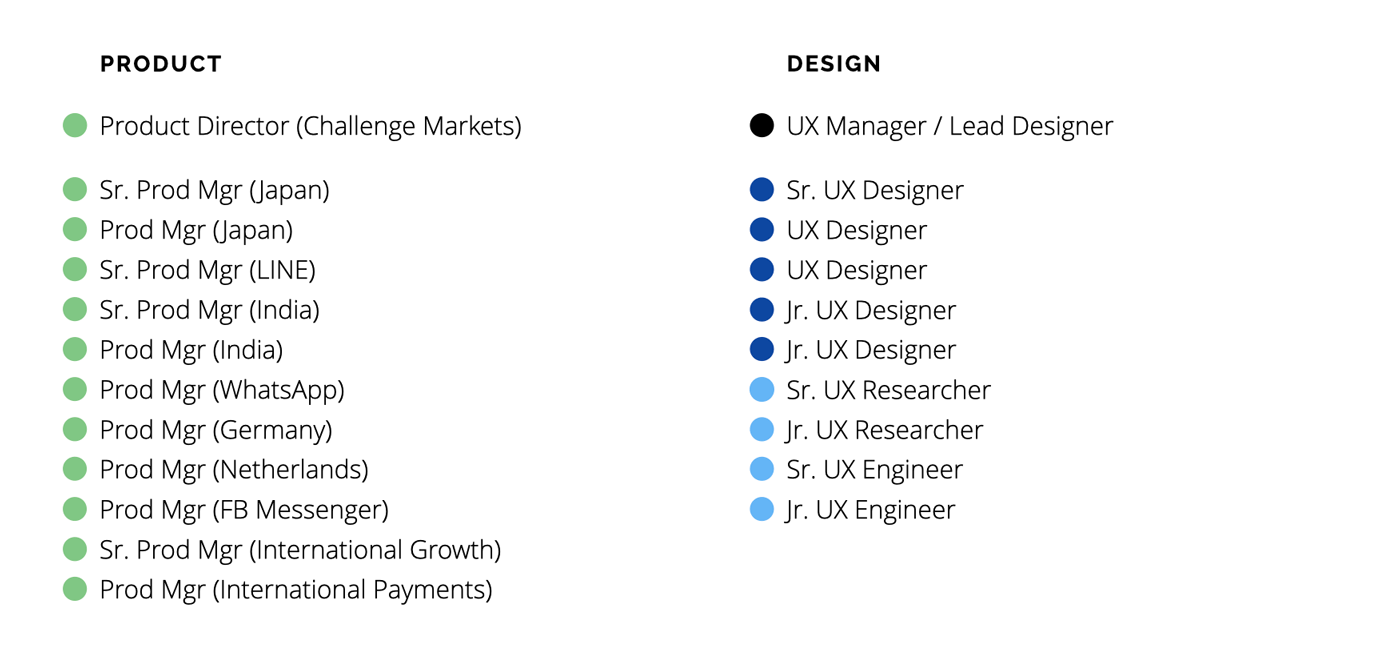 PRODUCT
Product Director (Challenge Markets)
Sr. Prod Mgr (Japan)
Prod Mgr (Japan)
Sr. Prod Mgr (LINE)
Sr. Prod Mgr (India)
Prod Mgr (India)
Prod Mgr (WhatsApp)
Prod Mgr (Germany)
Prod Mgr (Netherlands)
Prod Mgr (FB Messenger)
Sr. Prod Mgr (International Growth)
Prod Mgr (International Payments)
DESIGN
UX Manager / Lead Designer
Sr. UX Designer
UX Designer
UX Designer
Jr. UX Designer
Jr. UX Designer
Sr. UX Researcher
Jr. UX Researcher
Sr. UX Engineer
Jr. UX Engineer